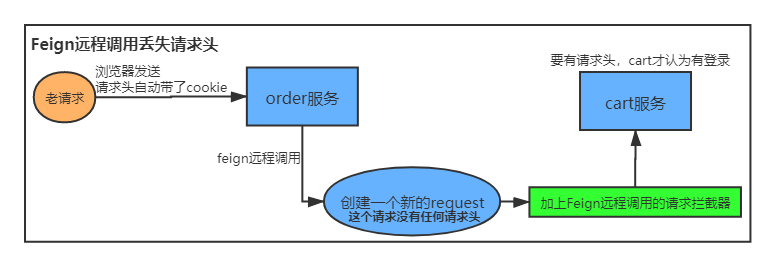 Feign远程调用丢失请求头
浏览器发送
请求头自动带了cookie
老请求
order服务
要有请求头，cart才认为有登录
cart服务
feign远程调用
创建一个新的request
这个请求没有任何请求头
加上Feign远程调用的请求拦截器